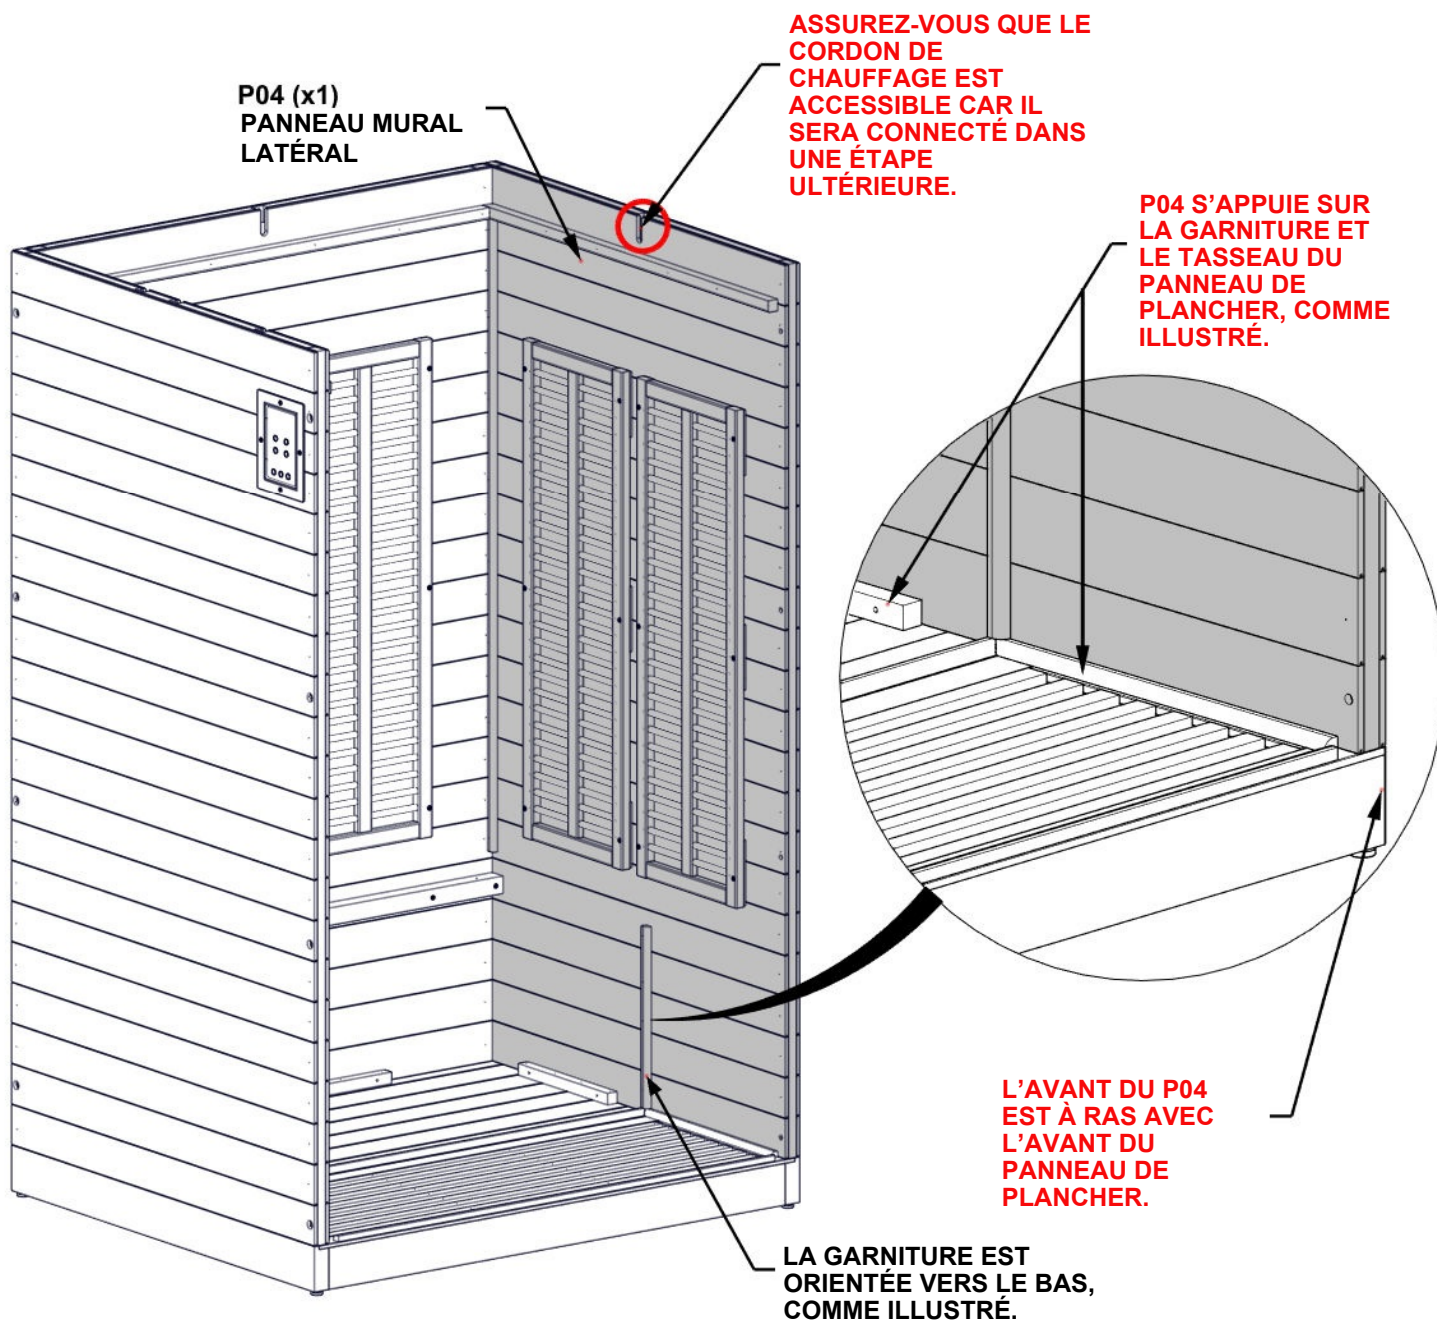 ASSUREZ-VOUS QUE LE
CORDON DE
CHAUFFAGE EST
ACCESSIBLE CAR IL
SERA CONNECTÉ DANS
UNE ÉTAPE
ULTÉRIEURE.
P04 (x1)
PANNEAU MURAL
LATÉRAL
P04 S’APPUIE SUR
LA GARNITURE ET
LE TASSEAU DU
PANNEAU DE
PLANCHER, COMME
ILLUSTRÉ.
L’AVANT DU P04
EST À RAS AVEC
L’AVANT DU
PANNEAU DE
PLANCHER.
LA GARNITURE EST
ORIENTÉE VERS LE BAS,
COMME ILLUSTRÉ.